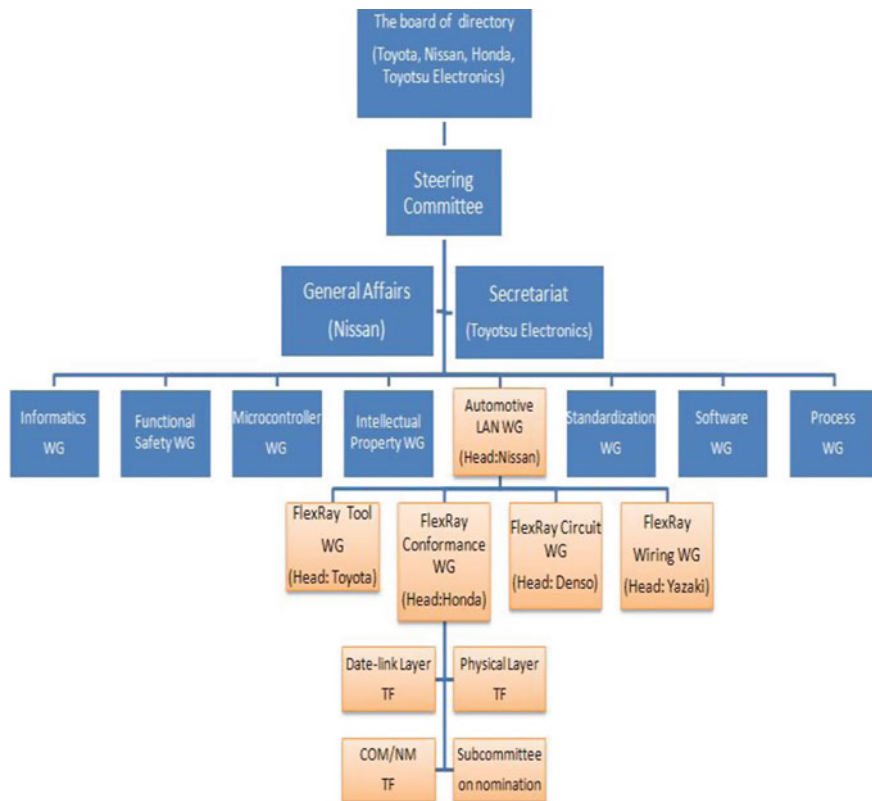 The board of directory
(Toyota, Nissan, Honda,
Toyotsu Electronics)
Steering
Committee
General Affairs
(Nissan)
Secretariat
(Toyotsu Electronics)
Informatics
WG
Functional
Safety WG
Microcontroller
WG
Intellectual
Property WG
Automotive
LAN WG
(Head:Nissan)
Standardization
WG
Software
WG
Process
WG
FlexRay Tool
WG
(Head: Toyota)
FlexRay
Conformance
WG
(Head:Honda)
FlexRay Circuit
WG
(Head: Denso)
FlexRay
Wiring WG
(Head: Yazaki)
Date-link Layer
TF
Physical Layer
TF
COM/NM
TF
Subcommittee
on nomination